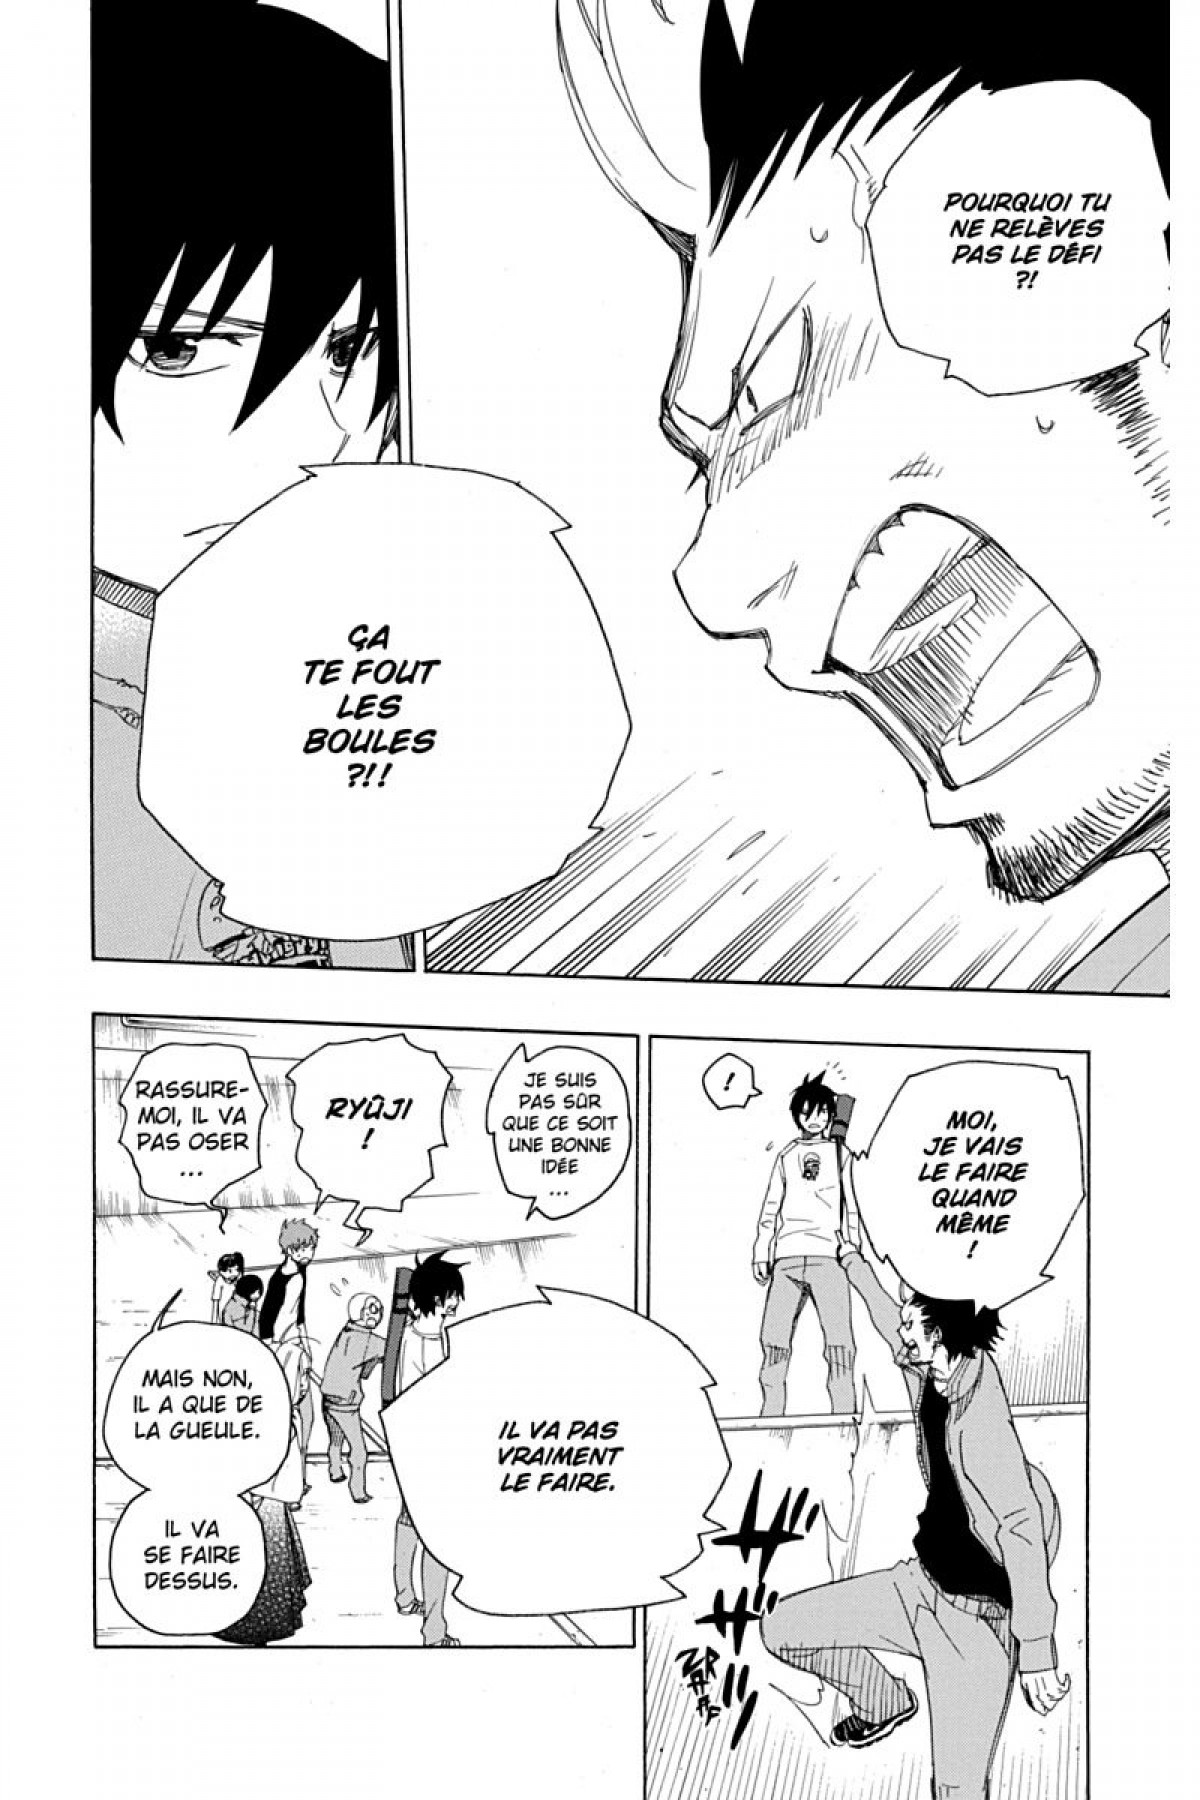 POURQUOI TU
NE RELÈVES
PAS LE DÉFI
?!
ÇA
TE FOUT
LES
BOULES
?!!
MOI,
JE VAIS
LE FAIRE
QUAND
MÊME
!
!
ZRAAAF
JE SUIS
PAS SÛR
QUE CE SOIT
UNE BONNE
IDÉE
...
RYÛJI
!
RASSURE-
MOI, IL VA
PAS OSER
...
IL VA PAS
VRAIMENT
LE FAIRE.
MAIS NON,
IL A QUE DE
LA GUEULE.
IL VA
SE FAIRE
DESSUS.